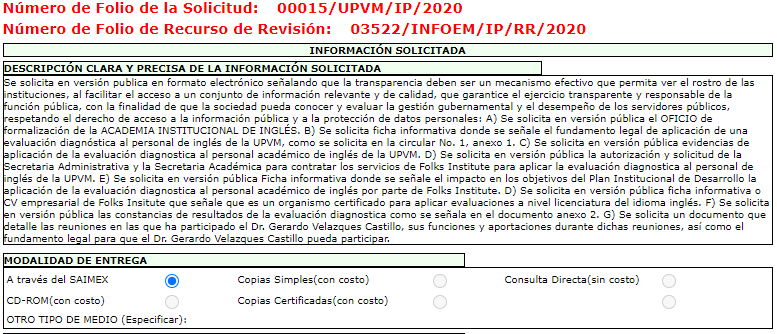 Número de Folio de la Solicitud: 00015/UPVM/IP/2020
Número de Folio de Recurso de Revisión: 03522/INFOEM/IP/RR/2020
INFORMACIÓN SOLICITADA
DESCRIPCIÓN CLARA Y PRECISA DE LA INFORMACIÓN SOLICITADA
Se solicita en versión publica en formato electrónico señalando que la transparencia deben ser un mecanismo efectivo que permita ver el rostro de las
instituciones, al facilitar el acceso a un conjunto de información relevante y de calidad, que garantice el ejercicio transparente y responsable de la
función pública, con la finalidad de que la sociedad pueda conocer y evaluar la gestión gubernamental y el desempeño de los servidores públicos,
respetando el derecho de acceso a la información pública y a la protección de datos personales: A) Se solicita en versión pública el OFICIO de
formalización de la ACADEMIA INSTITUCIONAL DE INGLÉS. B) Se solicita ficha informativa donde se señale el fundamento legal de aplicación de una
evaluación diagnóstica al personal de inglés de la UPVM, como se solicita en la circular No. 1, anexo 1. C) Se solicita en versión pública evidencias de
aplicación de la evaluación diagnostica al personal académico de inglés de la UPVM. D) Se solicita en versión pública la autorización y solicitud de la
Secretaria Administrativa y la Secretaria Académica para contratar los servicios de Folks Institute para aplicar la evaluación diagnostica al personal de
inglés de la UPVM. E) Se solicita en versión pública Ficha informativa donde se señale el impacto en los objetivos del Plan Institucional de Desarrollo la
aplicación de la evaluación diagnostica al personal académico de inglés por parte de Folks Institute. D) Se solicita en versión pública ficha informativa o
CV empresarial de Folks Insitute que señale que es un organismo certificado para aplicar evaluaciones a nivel licenciatura del idioma inglés. F) Se solicita
en versión pública las constancias de resultados de la evaluación diagnostica como se señala en el documento anexo 2. G) Se solicita un documento que
detalle las reuniones en las que ha participado el Dr. Gerardo Velazques Castillo, sus funciones y aportaciones durante dichas reuniones, así como el
fundamento legal para que el Dr. Gerardo Velazques Castillo pueda participar.
MODALIDAD DE ENTREGA
A través del SAIMEX Copias Simples(con costo) Consulta Directa(sin costo)
CD-ROM(con costo) Copias Certificadas(con costo)
OTRO TIPO DE MEDIO (Especificar):